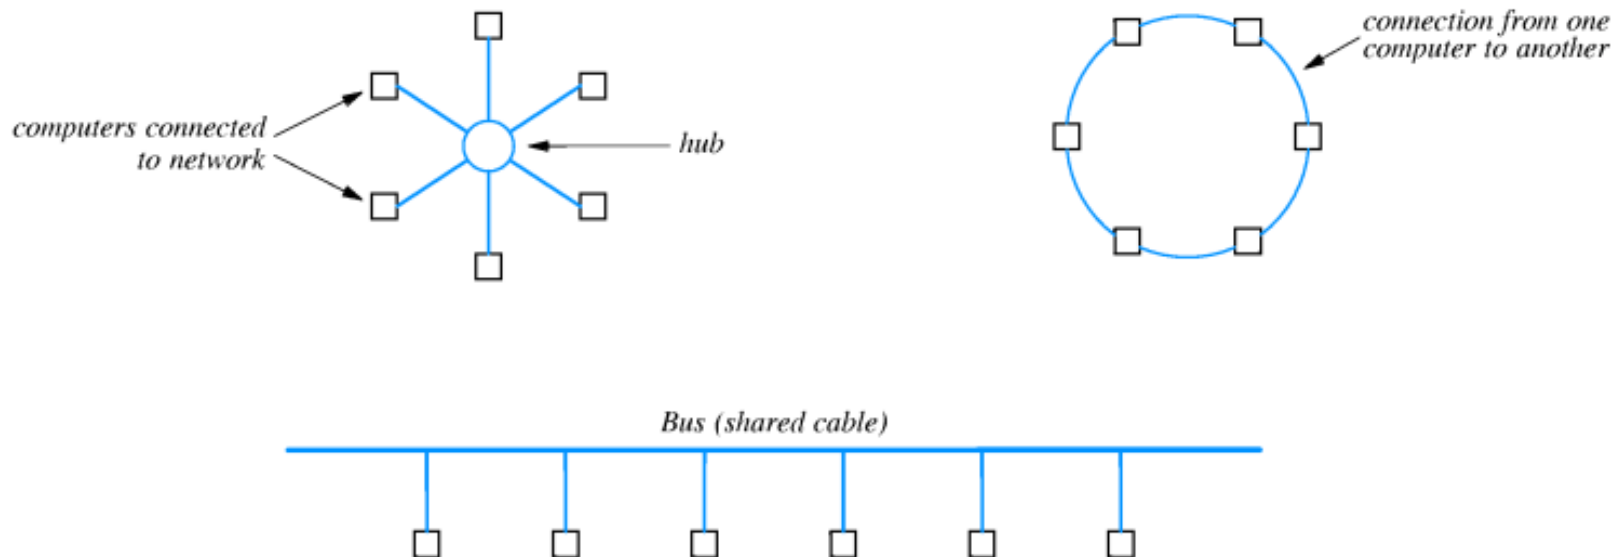 computers connected
to network
hub
connection from one
computer to another
Bus (shared cable)